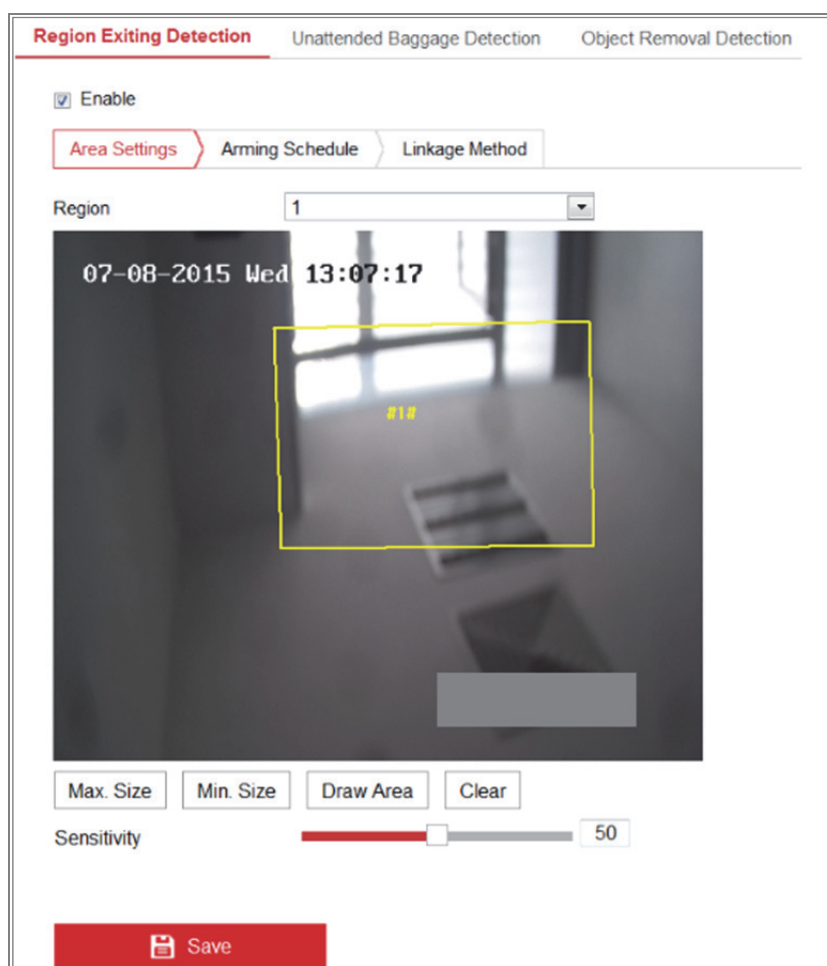 Region Exiting Detection Unattended Baggage Detection Object Removal Detection
Enable
Area Settings Arming Schedule Linkage Method
Region 1
07-08-2015 Wed 13:07:17
#1#
Max. Size Min. Size Draw Area Clear
Sensitivity 50
Save